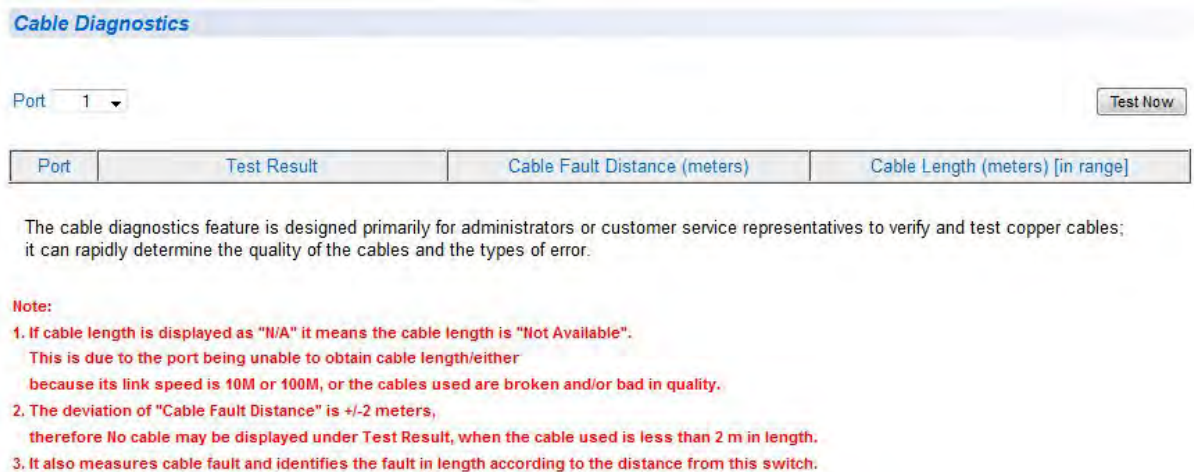 Cable Diagnostics
Port 1
Test Now
Port Test Result Cable Fault Distance (meters) Cable Length (meters) [in range]
The cable diagnostics feature is designed primarily for administrators or customer service representatives to verify and test copper cables;
it can rapidly determine the quality of the cables and the types of error.
Note:
1. If cable length is displayed as "N/A" it means the cable length is "Not Available".
This is due to the port being unable to obtain cable length/either
because its link speed is 10M or 100M, or the cables used are broken and/or bad in quality.
2. The deviation of "Cable Fault Distance" is +/-2 meters,
therefore No cable may be displayed under Test Result, when the cable used is less than 2 m in length.
3. It also measures cable fault and identifies the fault in length according to the distance from this switch.